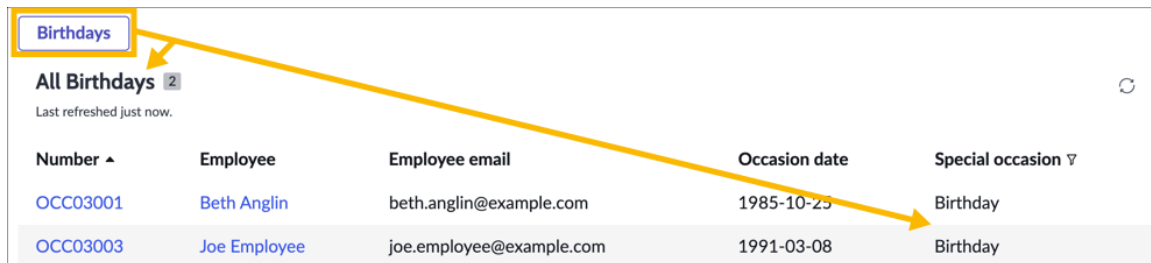 Birthdays
All Birthdays 2
Last refreshed just now.
Number Employee Employee email Occasion date Special occasion
OCC03001 Beth Anglin beth.anglin@example.com 1985-10-25 Birthday
OCC03003 Joe Employee joe.employee@example.com 1991-03-08 Birthday